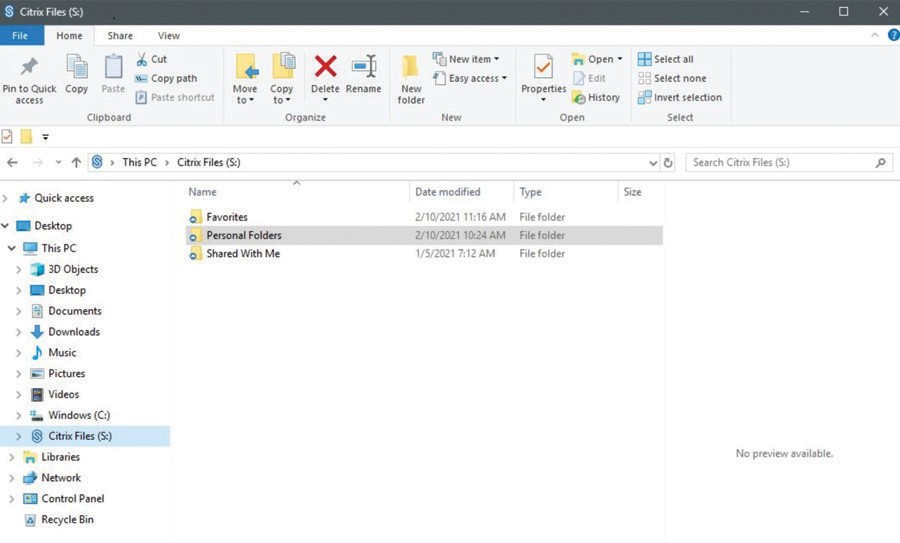 Citrix Files (S:)
File Home Share View
Pin to Quick access
Copy
Paste
Cut
Copy path
Paste shortcut
Clipboard
Move to
Copy to
Delete
Rename
Organize
New folder
New item
Easy access
New
Properties
Open
Edit
History
Open
Select all
Select none
Invert selection
Select
This PC > Citrix Files (S:)
Search Citrix Files (S:)
Quick access
Desktop
This PC
3D Objects
Desktop
Documents
Downloads
Music
Pictures
Videos
Windows (C:)
Citrix Files (S:)
Libraries
Network
Control Panel
Recycle Bin
Name Date modified Type Size
Favorites 2/10/2021 11:16 AM File folder
Personal Folders 2/10/2021 10:24 AM File folder
Shared With Me 1/5/2021 7:12 AM File folder
No preview available.